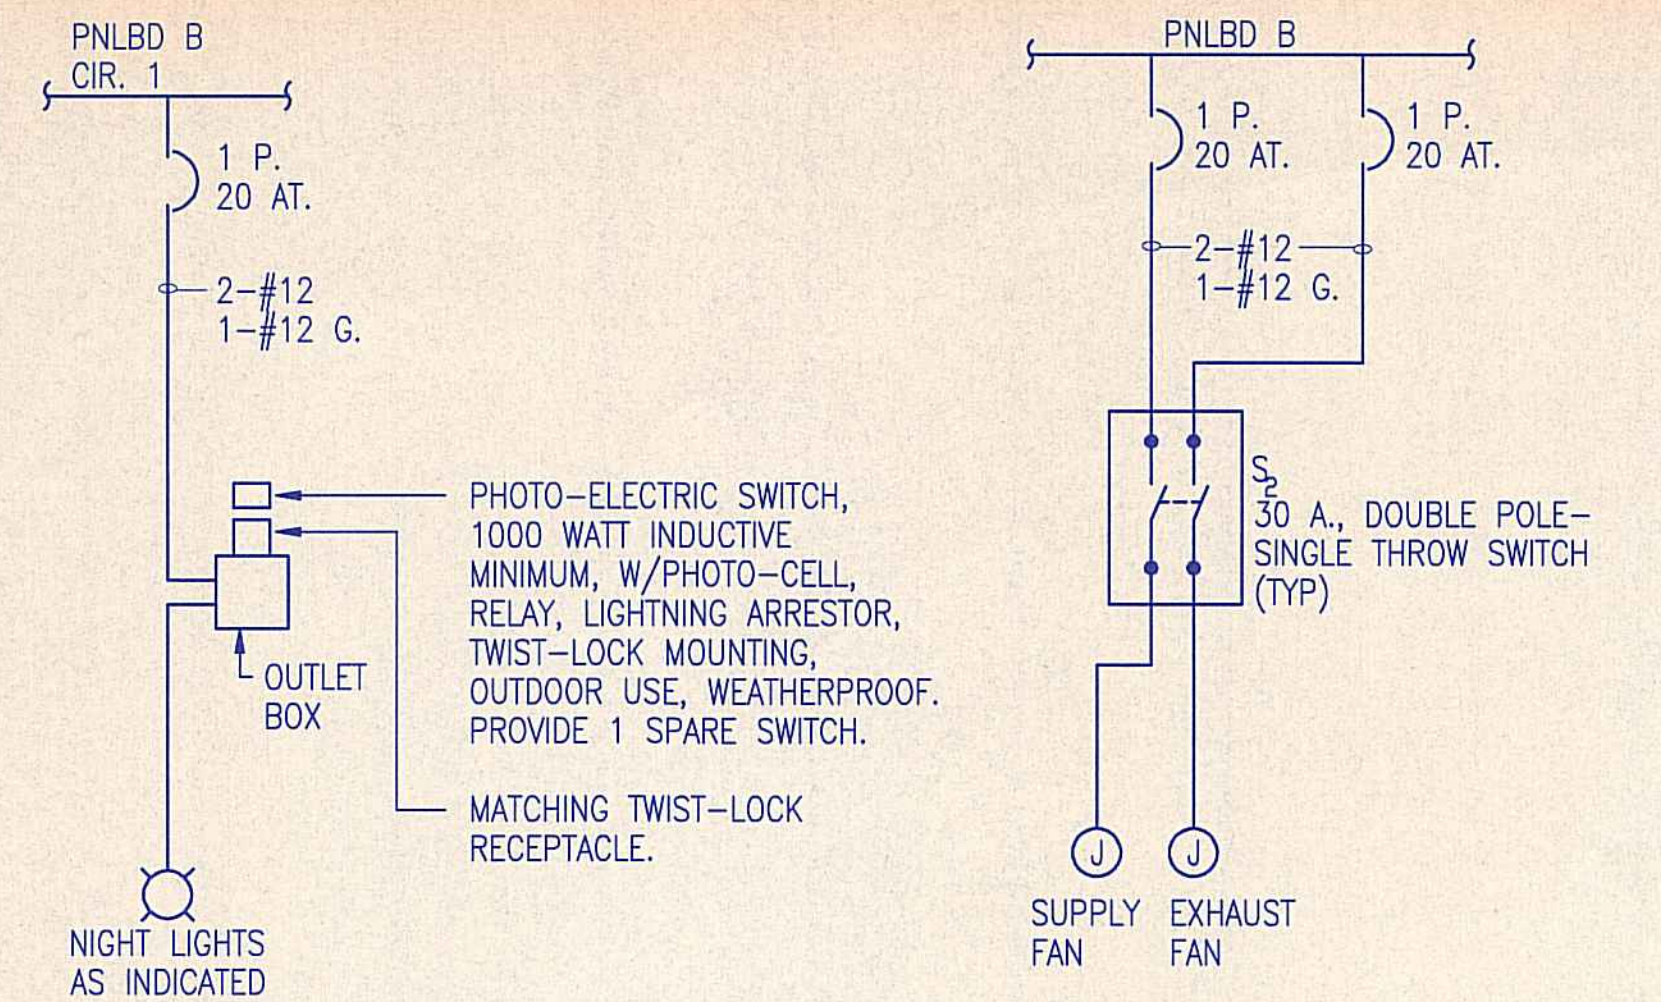 PNLBD B
CIR. 1
1 P.
20 AT.
2-#12
1-#12 G.
PHOTO-ELECTRIC SWITCH,
1000 WATT INDUCTIVE
MINIMUM, W/PHOTO-CELL,
RELAY, LIGHTNING ARRESTOR,
TWIST-LOCK MOUNTING,
OUTDOOR USE, WEATHERPROOF.
PROVIDE 1 SPARE SWITCH.
OUTLET
BOX
MATCHING TWIST-LOCK
RECEPTACLE.
NIGHT LIGHTS
AS INDICATED
PNLBD B
1 P.
20 AT.
1 P.
20 AT.
2-#12
1-#12 G.
S2
30 A., DOUBLE POLE-
SINGLE THROW SWITCH
(TYP)
J
J
SUPPLY
FAN
EXHAUST
FAN